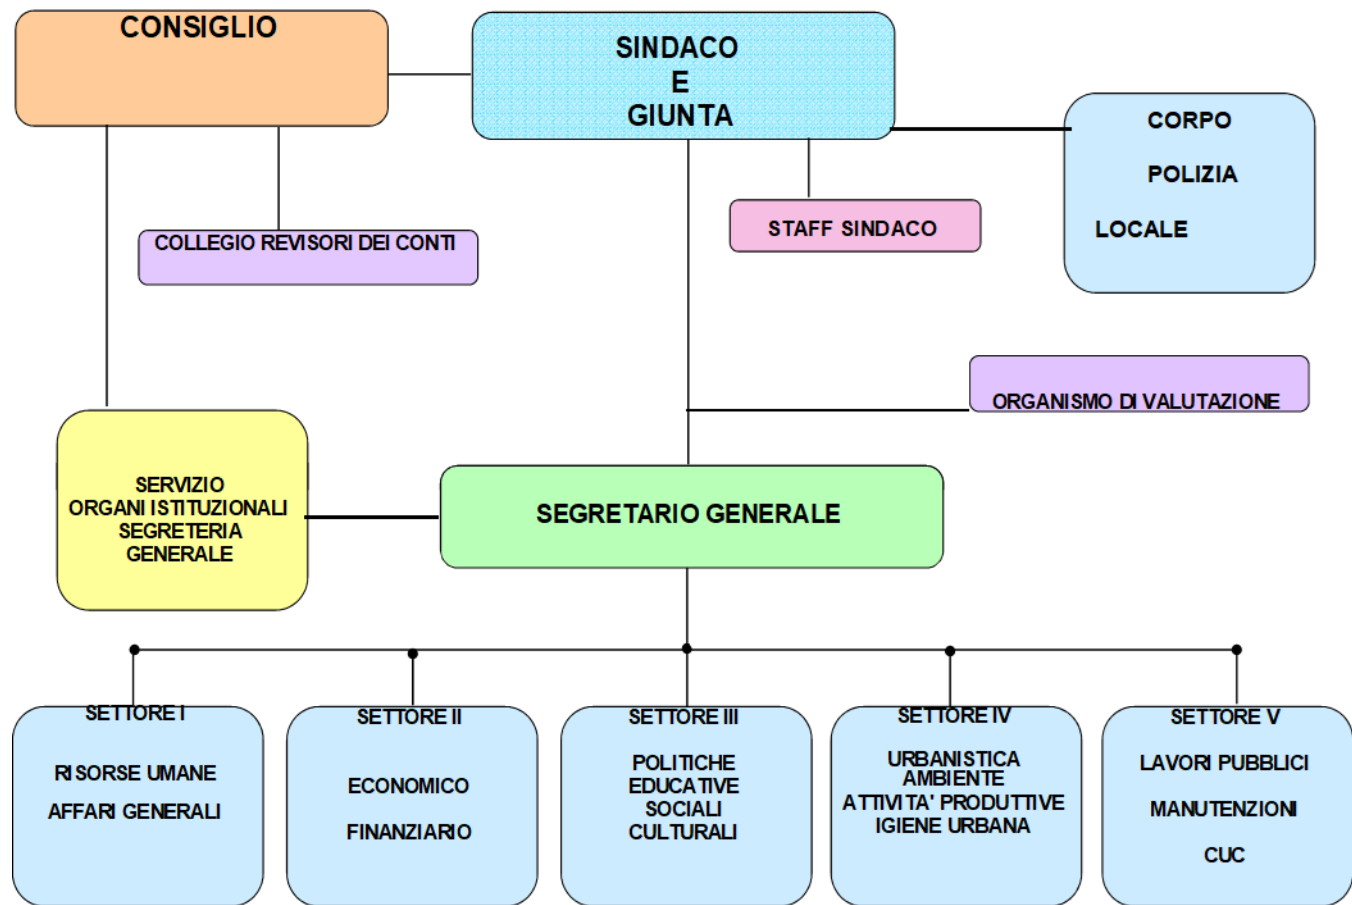 CONSIGLIO
SINDACO
E
GIUNTA
CORPO
POLIZIA
LOCALE
COLLEGIO REVISORI DEI CONTI
STAFF SINDACO
ORGANISMO DI VALUTAZIONE
SERVIZIO
ORGANI ISTITUZIONALI
SEGRETERIA
GENERALE
SEGRETARIO GENERALE
SETTORE I
RISORSE UMANE
AFFARI GENERALI
SETTORE II
ECONOMICO
FINANZIARIO
SETTORE III
POLITICHE
EDUCATIVE
SOCIALI
CULTURALI
SETTORE IV
URBANISTICA
AMBIENTE
ATTIVITA' PRODUTTIVE
IGIENE URBANA
SETTORE V
LAVORI PUBBLICI
MANUTENZIONI
CUC